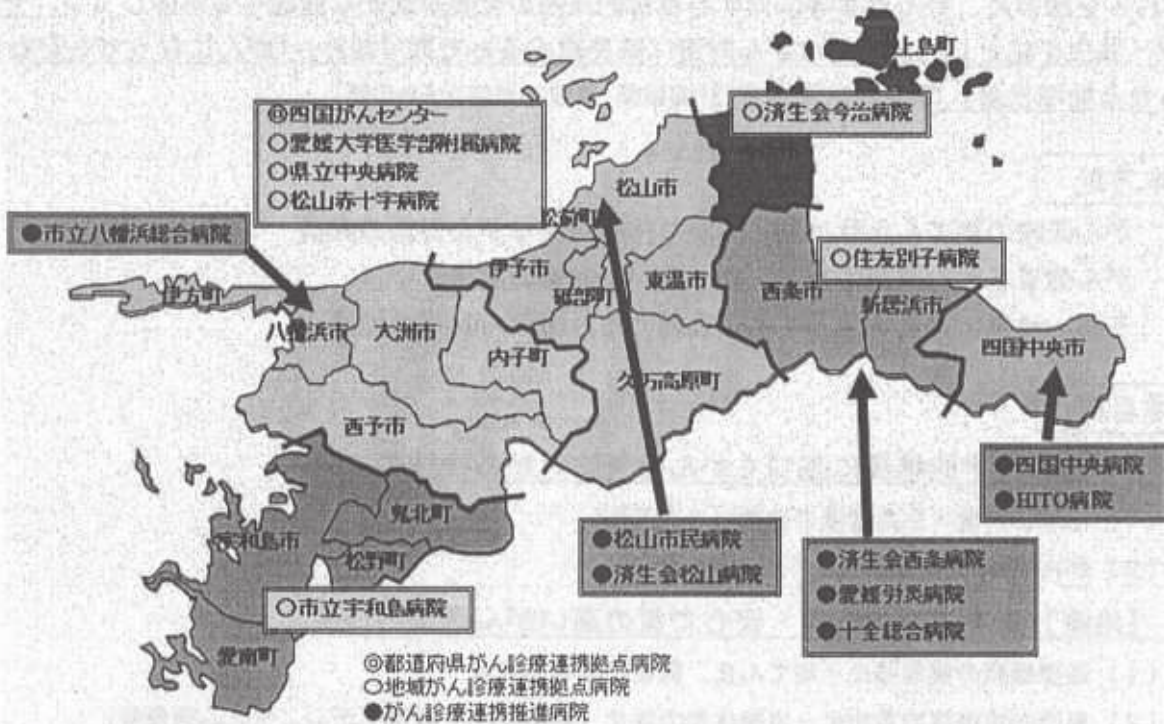 上島町
○済生会今治病院
◎四国がんセンター
○愛媛大学医学部附属病院
○県立中央病院
○松山赤十字病院
松山市
松前町
●市立八幡浜総合病院
○住友別子病院
伊予市
砥部町
東温市
西条市
新居浜市
伊方町
八幡浜市
大洲市
内子町
久万高原町
四国中央市
西予市
●四国中央病院
●HITO病院
鬼北町
宇和島市
松野町
●松山市民病院
●済生会松山病院
●済生会西条病院
●愛媛労災病院
●十全総合病院
○市立宇和島病院
愛南町
◎都道府県がん診療連携拠点病院
○地域がん診療連携拠点病院
●がん診療連携推進病院